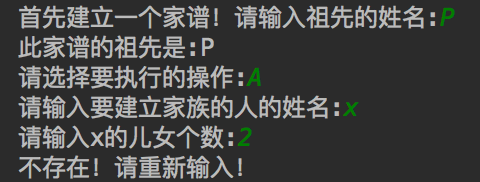 首先建立一个家谱！请输入祖先的姓名:P
此家谱的祖先是:P
请选择要执行的操作:A
请输入要建立家族的人的姓名:x
请输入x的儿女个数:2
不存在！请重新输入！